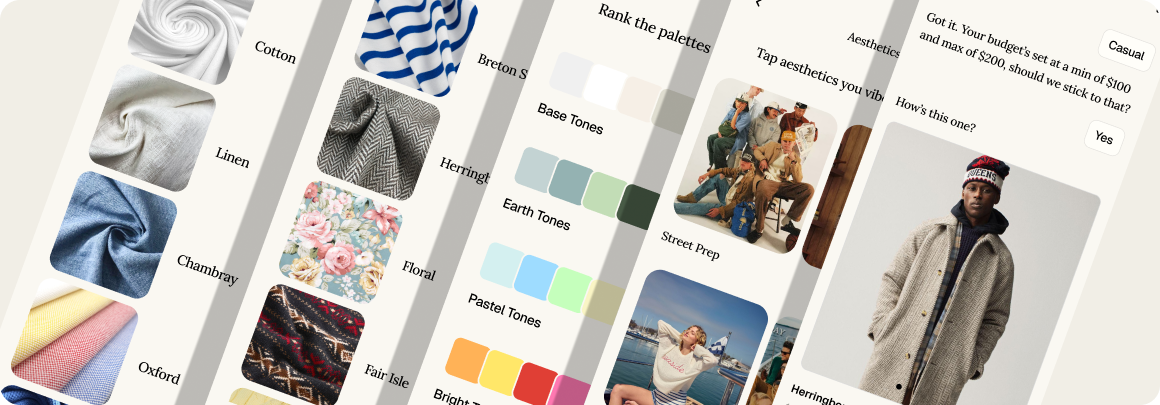 Cotton
Linen
Chambray
Oxford
Breton S
Herringb
Floral
Fair Isle
Rank the palettes
Base Tones
Earth Tones
Pastel Tones
Bright T
Aesthetics
Tap aesthetics you vibe
Street Prep
Got it. Your budget's set at a min of $100
and max of $200, should we stick to that?
Casual
Yes
How's this one?
QUEENS
Herringbo